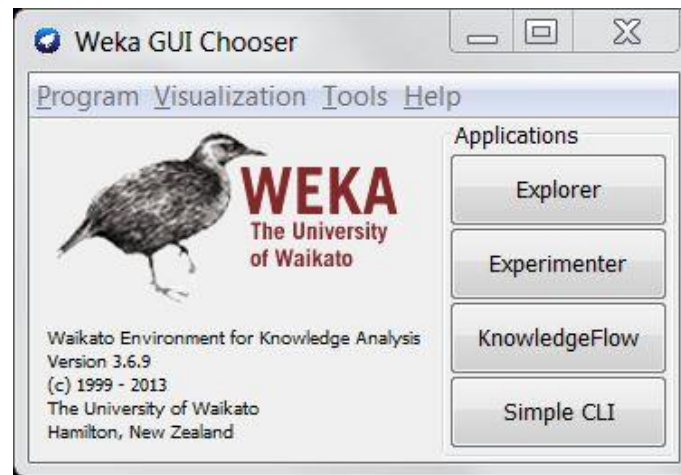 Weka GUI Chooser
Program Visualization Tools Help
WEKA
The University
of Waikato
Waikato Environment for Knowledge Analysis
Version 3.6.9
(c) 1999 - 2013
The University of Waikato
Hamilton, New Zealand
Applications
Explorer
Experimenter
KnowledgeFlow
Simple CLI